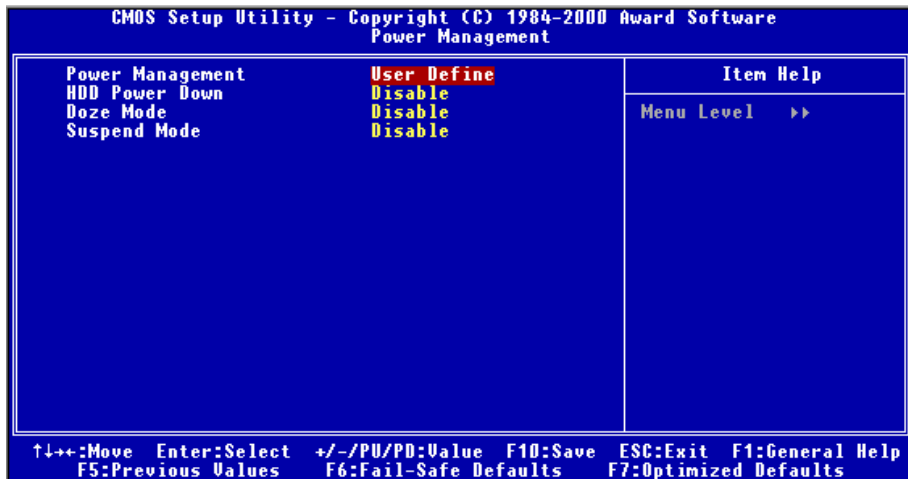 CMOS Setup Utility - Copyright (C) 1984-2000 Award Software
Power Management
Power Management User Define
HDD Power Down Disable
Doze Mode Disable
Suspend Mode Disable
Item Help
Menu Level ▸▸
↑↓→←:Move Enter:Select +/-/PU/PD:Value F10:Save ESC:Exit F1:General Help
F5:Previous Values F6:Fail-Safe Defaults F7:Optimized Defaults